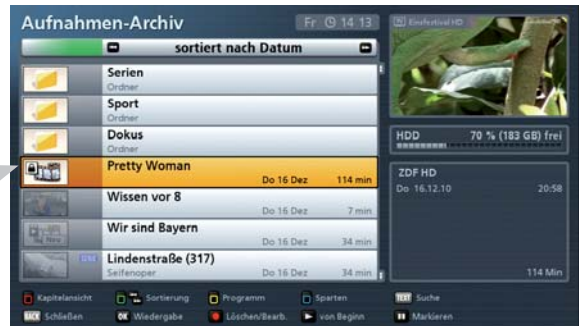 Aufnahmen-Archiv Fr 14 13
sortiert nach Datum
Serien
Ordner
Sport
Ordner
Dokus
Ordner
Pretty Woman
Do 16 Dez 114 min
Wissen vor 8
Do 16 Dez 7 min
Wir sind Bayern
Do 16 Dez 34 min
Lindenstraße (317)
Seifenoper Do 16 Dez 34 min
Einsfestival HD
HDD 70 % (183 GB) frei
ZDF HD
Do 16.12.10 20:58
114 Min
Kapitelansicht Sortierung Programm Sparten TEXT Suche
BACK Schließen OK Wiedergabe Löschen/Bearb. von Beginn Markieren